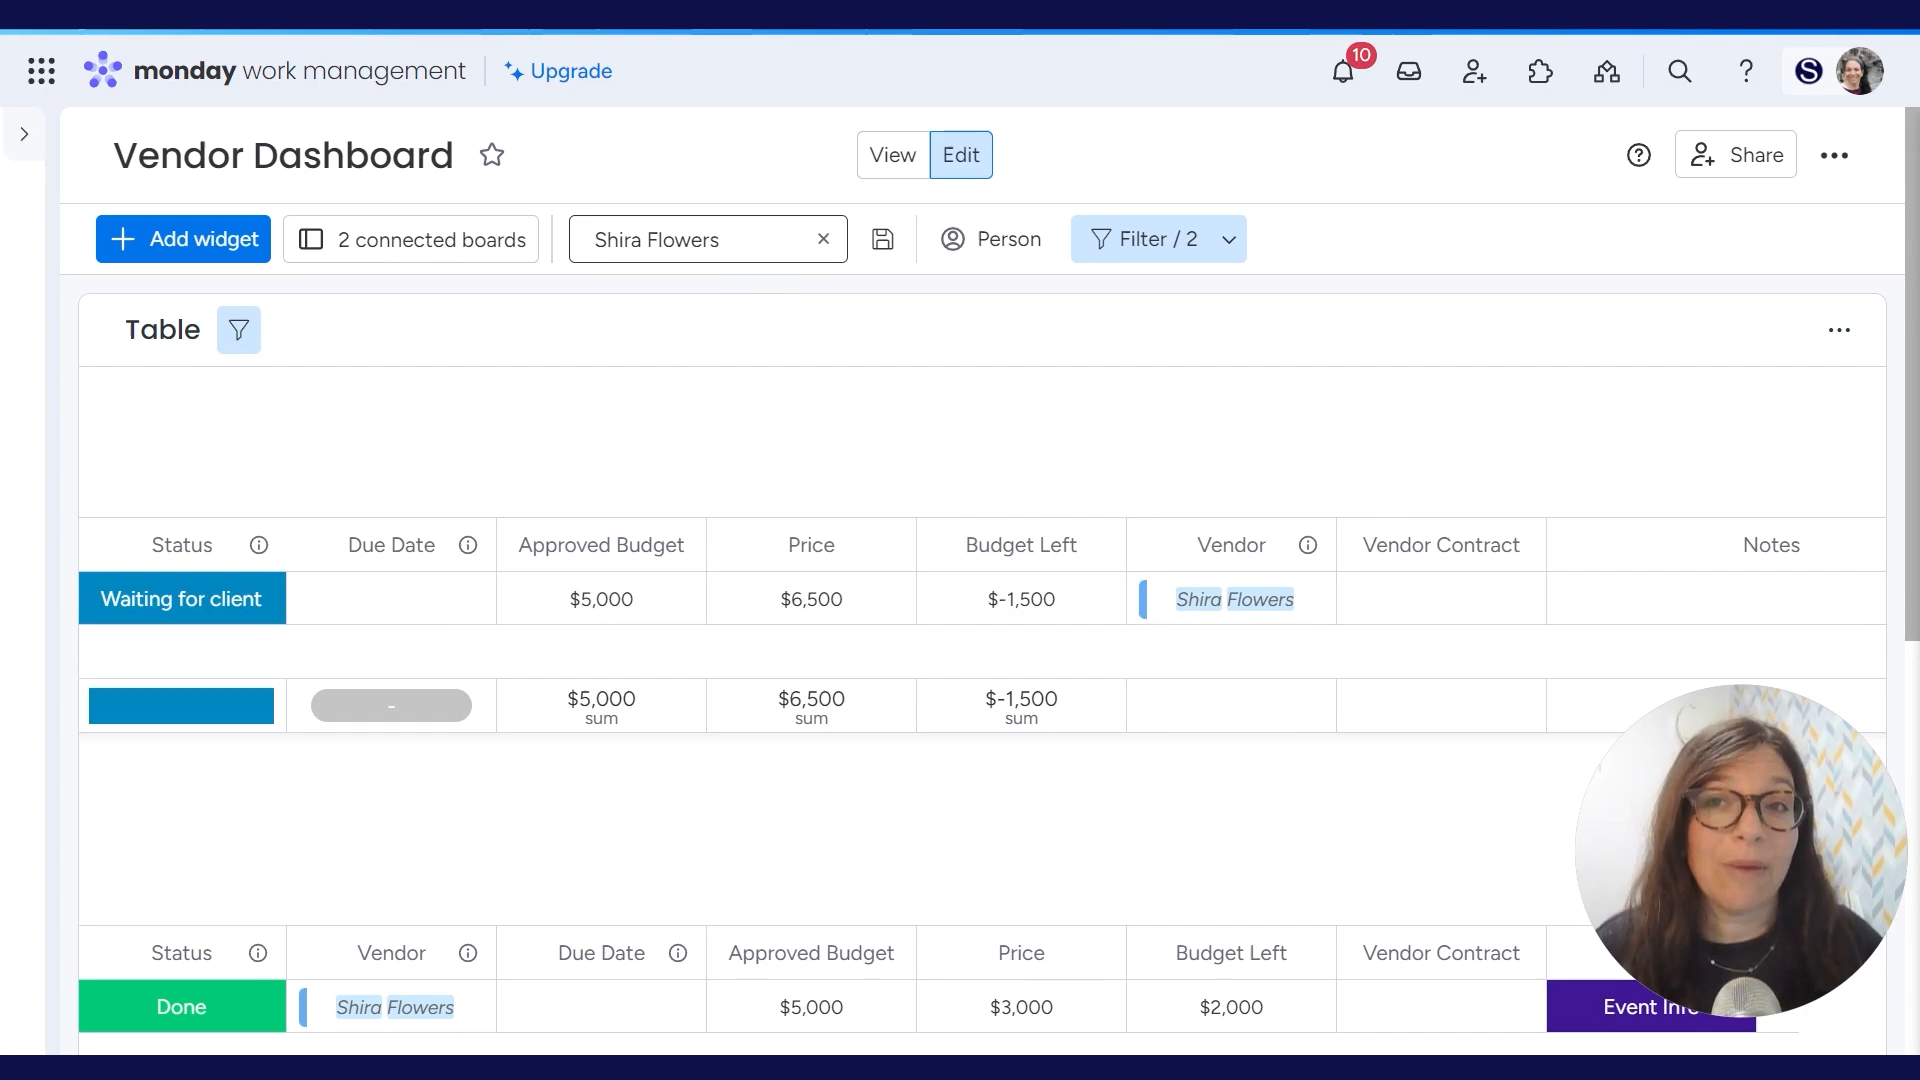 monday work management Upgrade 10
Vendor Dashboard View Edit Share
Add widget 2 connected boards Shira Flowers Person Filter / 2
Table
Status Due Date Approved Budget Price Budget Left Vendor Vendor Contract Notes
Waiting for client $5,000 $6,500 $-1,500 Shira Flowers
- $5,000 $6,500 $-1,500
sum sum sum
Status Vendor Due Date Approved Budget Price Budget Left Vendor Contract
Done Shira Flowers $5,000 $3,000 $2,000 Event